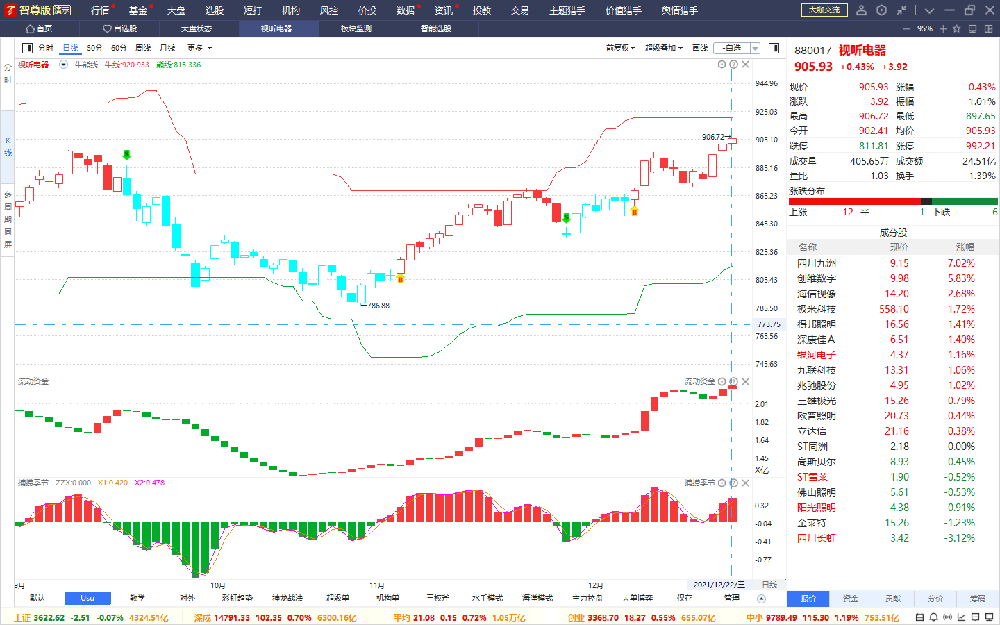 智尊版 演示 行情 基金 大盘 选股 短打 机构 风控 价投 数据 资讯 投教 交易 主题猎手 价值猎手 舆情猎手 大咖交流
首页 自选股 大盘状态 视听电器 板块监测 智能选股 95%
分时 日线 30分 60分 周线 月线 更多 前复权 超级叠加 画线 -自选
分时
K线
多周期同屏
视听电器 牛熊线 牛线:920.933 熊线:815.336
944.96
925.03
906.72
905.10
885.16
865.23
845.30
825.36
805.43
786.88
785.50
773.75
765.56
745.63
S
B
S
B
流动资金 流动资金
2.01
1.82
1.64
1.45
X亿
捕捞季节 ZZX:0.000 X1:0.420 X2:0.478 捕捞季节
0.32
-0.04
-0.41
-0.77
9月 10月 11月 12月 2021/12/22/三 日线
默认 Usu 教学 对外 彩虹趋势 神龙战法 超级单 机构单 三板斧 水手模式 海洋模式 主力控盘 大单博弈 保存 管理
880017 视听电器
905.93 +0.43% +3.92
现价 905.93 涨幅 0.43%
涨跌 3.92 振幅 1.01%
最高 906.72 最低 897.65
今开 902.41 均价 905.93
跌停 811.81 涨停 992.21
成交量 405.65万 成交额 24.51亿
量比 1.03 换手 1.39%
涨跌分布
上涨 12 平 1 下跌 6
成分股
名称 现价 涨幅
四川九洲 9.15 7.02%
创维数字 9.98 5.83%
海信视像 14.20 2.68%
极米科技 558.10 1.72%
得邦照明 16.56 1.41%
深康佳A 6.51 1.40%
银河电子 4.37 1.16%
九联科技 13.31 1.06%
兆驰股份 4.95 1.02%
三雄极光 15.26 0.79%
欧普照明 20.73 0.44%
立达信 21.16 0.38%
ST同洲 2.18 0.00%
高斯贝尔 8.93 -0.45%
ST雪莱 1.90 -0.52%
佛山照明 5.61 -0.53%
阳光照明 4.38 -0.91%
金莱特 15.26 -1.23%
四川长虹 3.42 -3.12%
报价 资金 贡献 分价 筹码
上证 3622.62 -2.51 -0.07% 4324.51亿 深成 14791.33 102.35 0.70% 6300.16亿 平均 21.08 0.15 0.72% 1.05万亿 创业 3368.70 18.27 0.55% 655.07亿 中小 9789.49 115.30 1.19% 753.51亿